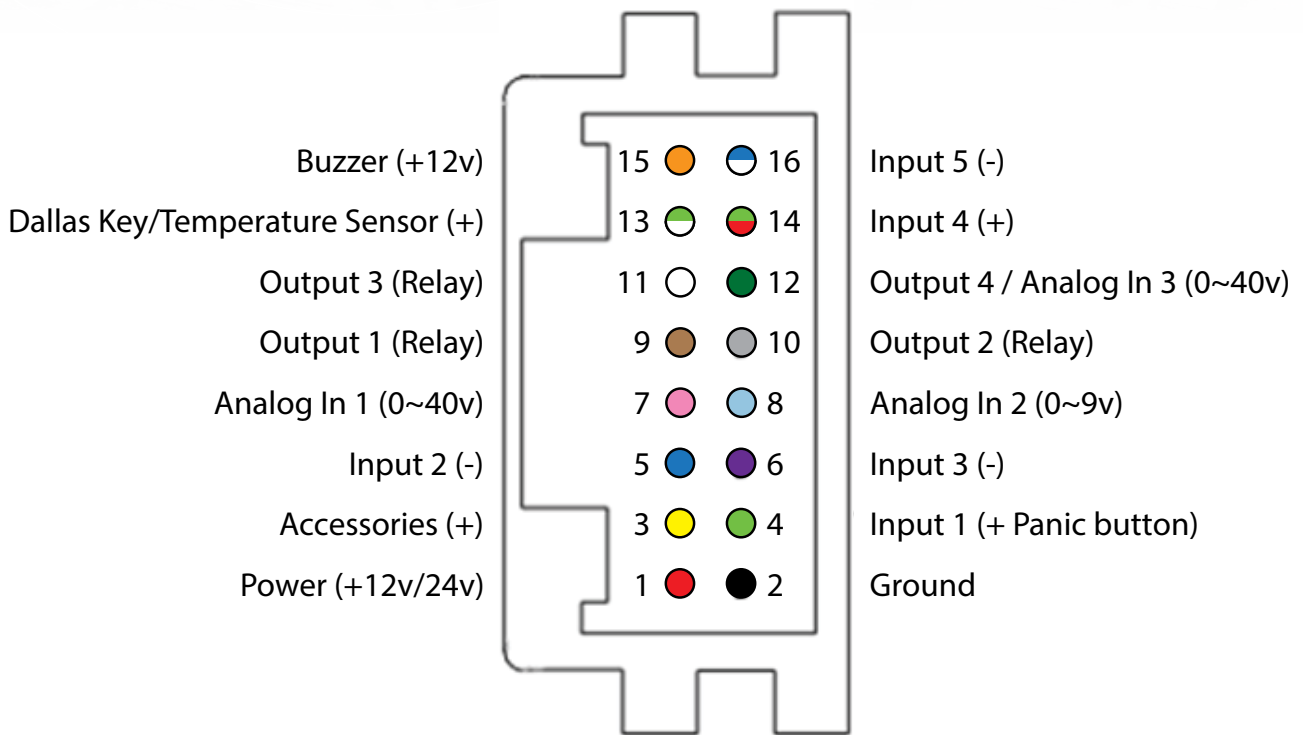 Buzzer (+12v) 15 16 Input 5 (-)
Dallas Key/Temperature Sensor (+) 13 14 Input 4 (+)
Output 3 (Relay) 11 12 Output 4 / Analog In 3 (0~40v)
Output 1 (Relay) 9 10 Output 2 (Relay)
Analog In 1 (0~40v) 7 8 Analog In 2 (0~9v)
Input 2 (-) 5 6 Input 3 (-)
Accessories (+) 3 4 Input 1 (+ Panic button)
Power (+12v/24v) 1 2 Ground